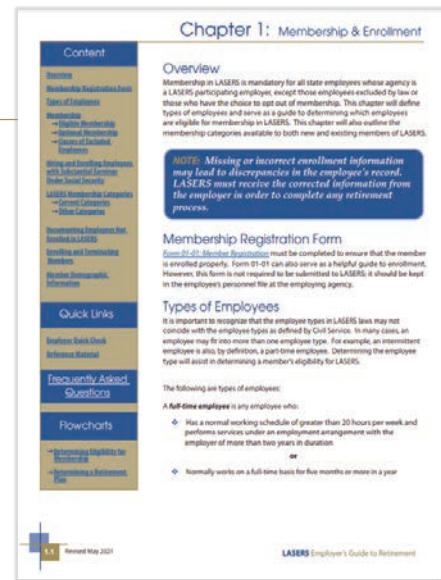 Chapter 1: Membership & Enrollment
Content
Overview
Membership Registration Form
Types of Employees
Membership
→Eligible Membership
→Optional Membership
→Classes of Excluded
Employees
Hiring and Enrolling Employees
with Substantial Earnings
Under Social Security
LASERS Membership Categories
→Current Categories
→Other Categories
Documenting Employees Not
Enrolled in LASERS
Enrolling and Terminating
Members
Member Demographic
Information
Quick Links
Employer Quick Check
Reference Material
Frequently Asked
Questions
Flowcharts
→Determining Eligibility for
Membership
→Determining a Retirement
Plan
Overview
Membership in LASERS is mandatory for all state employees whose agency is
a LASERS participating employer, except those employees excluded by law or
those who have the choice to opt out of membership. This chapter will define
types of employees and serve as a guide to determining which employees
are eligible for membership in LASERS. This chapter will also outline the
membership categories available to both new and existing members of LASERS.
NOTE: Missing or incorrect enrollment information
may lead to discrepancies in the employee's record.
LASERS must receive the corrected information from
the employer in order to complete any retirement
process.
Membership Registration Form
Form 01-01: Member Registration must be completed to ensure that the member
is enrolled properly. Form 01-01 can also serve as a helpful guide to enrollment.
However, this form is not required to be submitted to LASERS; it should be kept
in the employee's personnel file at the employing agency.
Types of Employees
It is important to recognize that the employee types in LASERS laws may not
coincide with the employee types as defined by Civil Service. In many cases, an
employee may fit into more than one employee type. For example, an intermittent
employee is also, by definition, a part-time employee. Determining the employee
type will assist in determining a member's eligibility for LASERS.
The following are types of employees:
A full-time employee is any employee who:
❖ Has a normal working schedule of greater than 20 hours per week and
performs services under an employment arrangement with the
employer of more than two years in duration
or
❖ Normally works on a full-time basis for five months or more in a year
1.1 Revised May 2021
LASERS Employer's Guide to Retirement